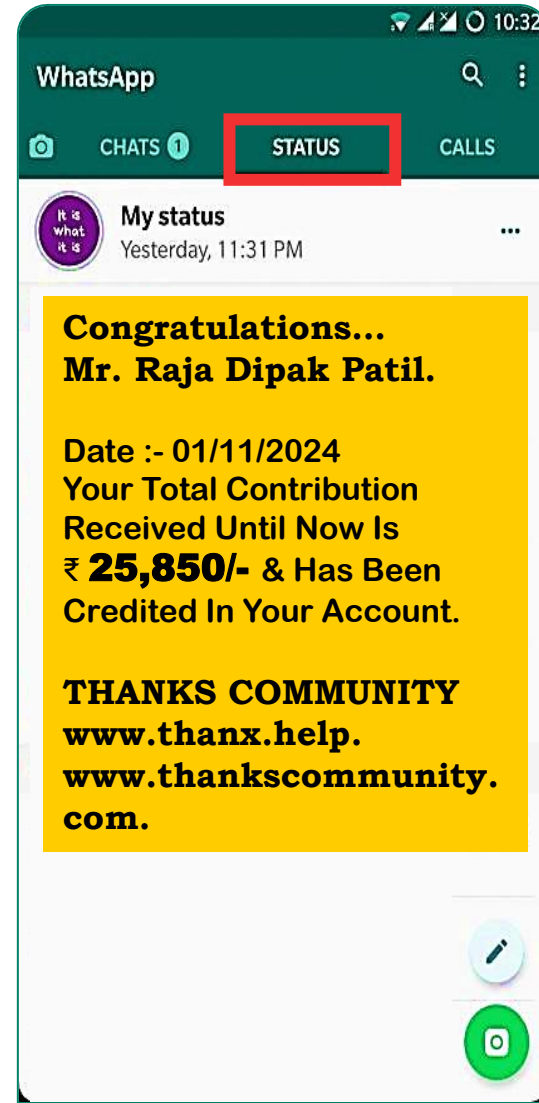 10:32
WhatsApp
CHATS 1 STATUS CALLS
It is
what
it is
My status
Yesterday, 11:31 PM
Congratulations...
Mr. Raja Dipak Patil.
Date :- 01/11/2024
Your Total Contribution
Received Until Now Is
₹ 25,850/- & Has Been
Credited In Your Account.
THANKS COMMUNITY
www.thanx.help.
www.thankscommunity.
com.